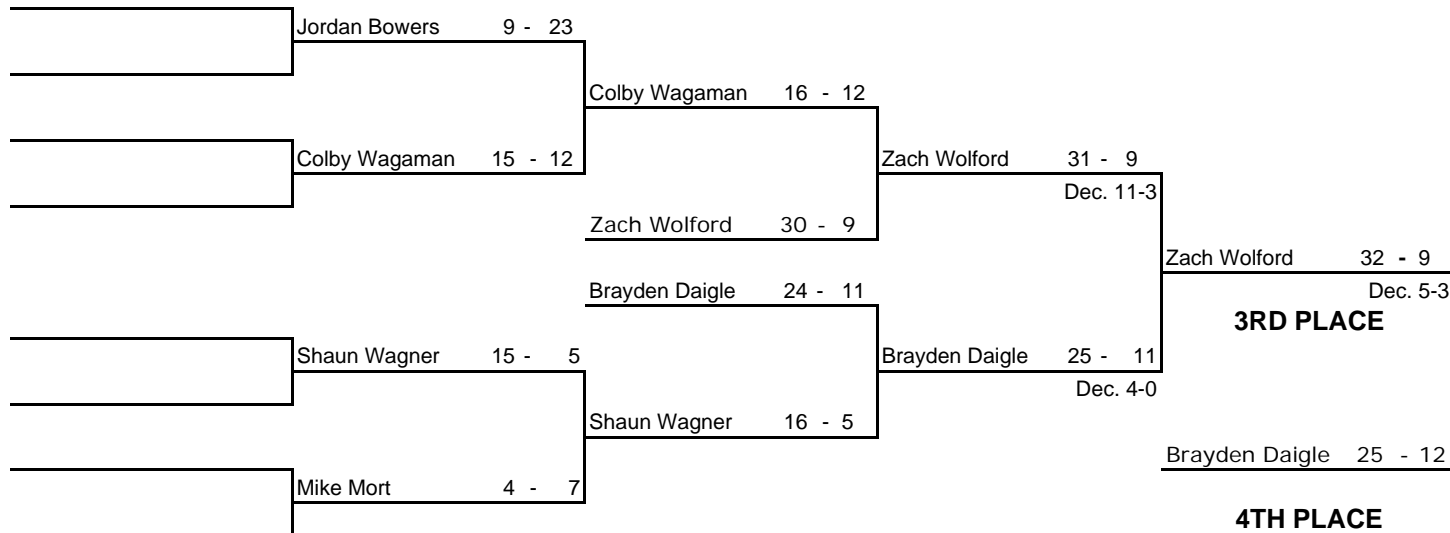 Jordan Bowers 9 - 23
Colby Wagaman 16 - 12
Colby Wagaman 15 - 12
Zach Wolford 31 - 9
Dec. 11-3
Zach Wolford 30 - 9
Zach Wolford 32 - 9
Brayden Daigle 24 - 11
Dec. 5-3
3RD PLACE
Shaun Wagner 15 - 5
Brayden Daigle 25 - 11
Dec. 4-0
Shaun Wagner 16 - 5
Brayden Daigle 25 - 12
Mike Mort 4 - 7
4TH PLACE